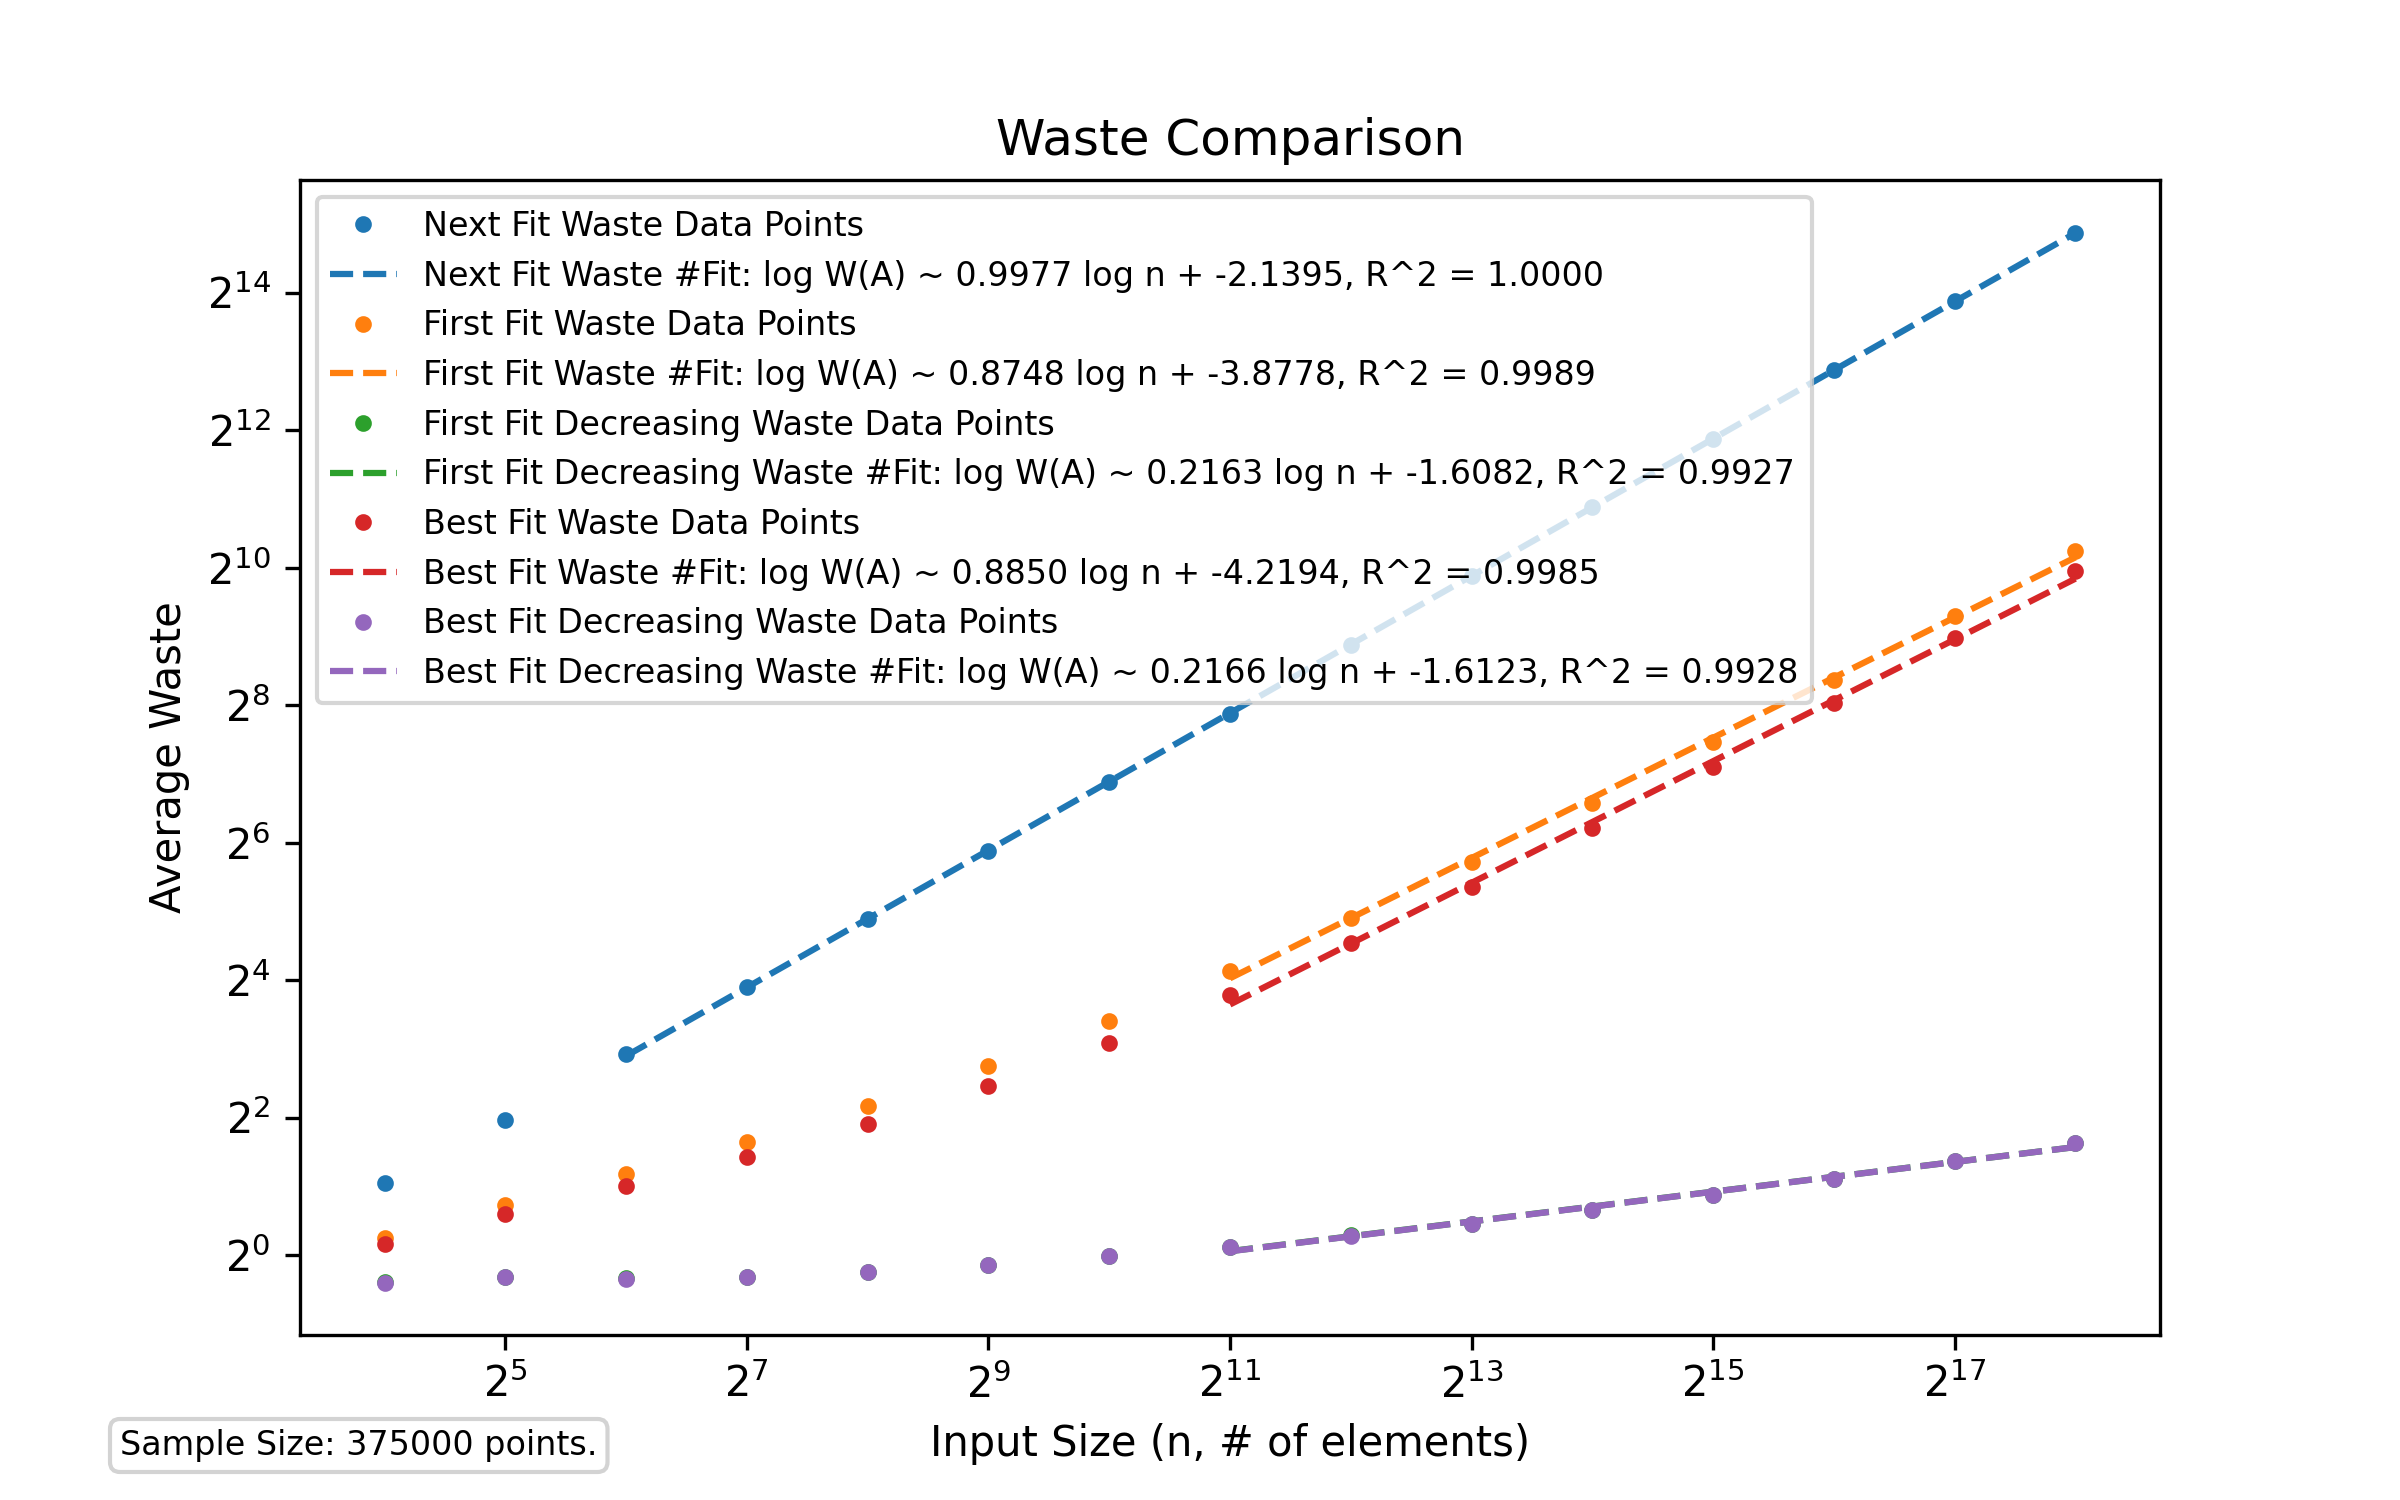 Waste Comparison
Next Fit Waste Data Points
Next Fit Waste #Fit: log W(A) ~ 0.9977 log n + -2.1395, R^2 = 1.0000
First Fit Waste Data Points
First Fit Waste #Fit: log W(A) ~ 0.8748 log n + -3.8778, R^2 = 0.9989
First Fit Decreasing Waste Data Points
First Fit Decreasing Waste #Fit: log W(A) ~ 0.2163 log n + -1.6082, R^2 = 0.9927
Best Fit Waste Data Points
Best Fit Waste #Fit: log W(A) ~ 0.8850 log n + -4.2194, R^2 = 0.9985
Best Fit Decreasing Waste Data Points
Best Fit Decreasing Waste #Fit: log W(A) ~ 0.2166 log n + -1.6123, R^2 = 0.9928
Average Waste
2^14
2^12
2^10
2^8
2^6
2^4
2^2
2^0
2^5 2^7 2^9 2^11 2^13 2^15 2^17
Input Size (n, # of elements)
Sample Size: 375000 points.